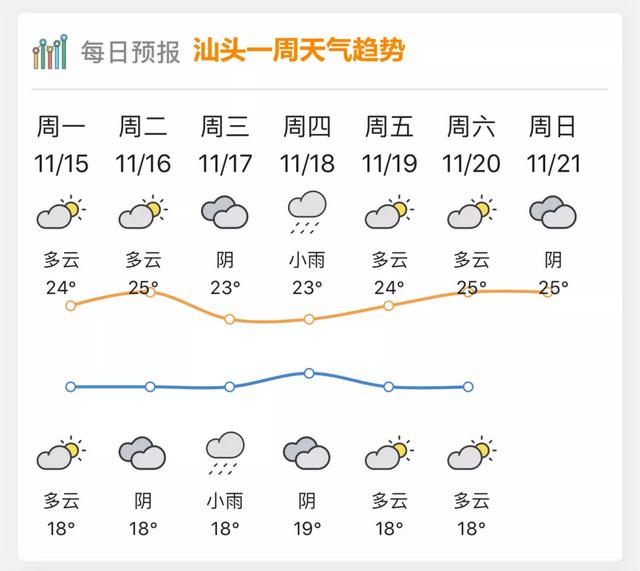 每日预报 汕头一周天气趋势
周一 周二 周三 周四 周五 周六 周日
11/15 11/16 11/17 11/18 11/19 11/20 11/21
多云 多云 阴 小雨 多云 多云 阴
24° 25° 23° 23° 24° 25° 25°
多云 阴 小雨 阴 多云 多云
18° 18° 18° 19° 18° 18°